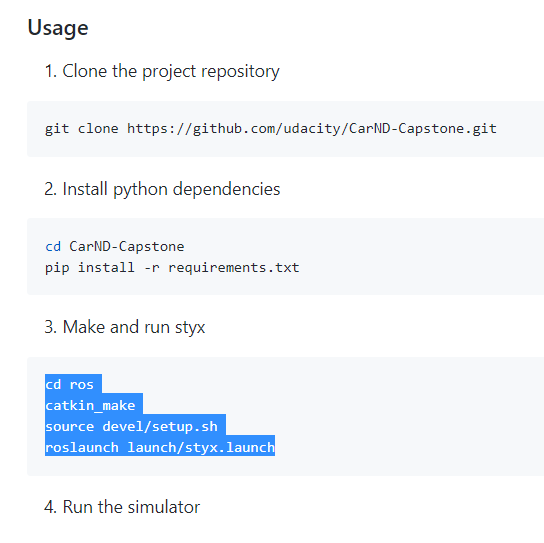 Usage
1. Clone the project repository
git clone https://github.com/udacity/CarND-Capstone.git
2. Install python dependencies
cd CarND-Capstone
pip install -r requirements.txt
3. Make and run styx
cd ros
catkin_make
source devel/setup.sh
roslaunch launch/styx.launch
4. Run the simulator